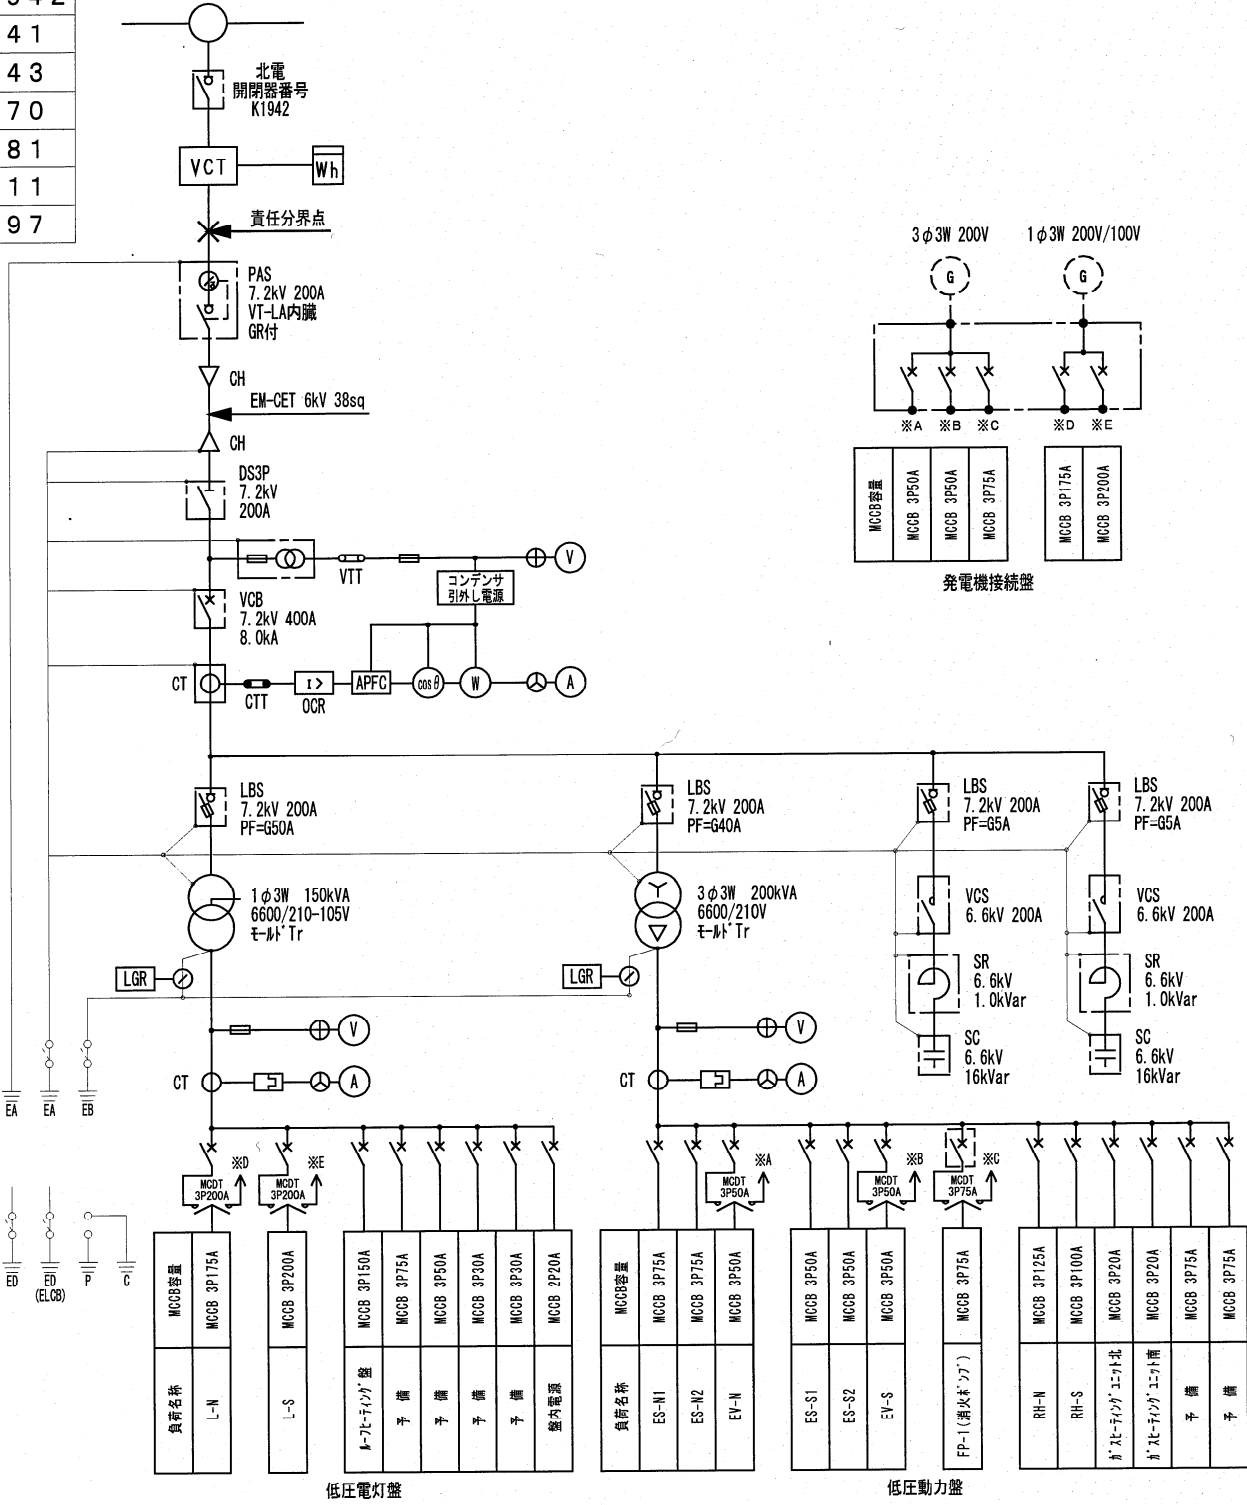 41
43
70
81
11
97
北電
開閉器番号
K1942
VCT
Wh
責任分界点
PAS
7.2kV 200A
VT-LA内臓
GR付
CH
EM-CET 6kV 38sq
CH
DS3P
7.2kV
200A
VTT
V
コンデンサ
引外し電源
VCB
7.2kV 400A
8.0kA
CT
CTT
I>
OCR
APFC
cosθ
W
A
3φ3W 200V
1φ3W 200V/100V
G
G
※A
※B
※C
※D
※E
MCCB容量
MCCB 3P50A
MCCB 3P50A
MCCB 3P75A
MCCB 3P175A
MCCB 3P200A
発電機接続盤
LBS
7.2kV 200A
PF=G50A
LBS
7.2kV 200A
PF=G40A
LBS
7.2kV 200A
PF=G5A
LBS
7.2kV 200A
PF=G5A
1φ3W 150kVA
6600/210-105V
モールドTr
3φ3W 200kVA
6600/210V
モールドTr
VCS
6.6kV 200A
VCS
6.6kV 200A
LGR
LGR
SR
6.6kV
1.0kVar
SR
6.6kV
1.0kVar
V
V
SC
6.6kV
16kVar
SC
6.6kV
16kVar
CT
A
CT
A
EA
EA
EB
ED
ED
(ELCB)
P
C
※D
MCDT
3P200A
※E
MCDT
3P200A
※A
MCDT
3P50A
※B
MCDT
3P50A
※C
MCDT
3P75A
MCCB容量
MCCB 3P175A
MCCB 3P200A
MCCB 3P150A
MCCB 3P75A
MCCB 3P50A
MCCB 3P30A
MCCB 3P30A
MCCB 2P20A
負荷名称
L-N
L-S
ルーフヒーティング盤
予備
予備
予備
予備
盤内電源
低圧電灯盤
MCCB容量
MCCB 3P75A
MCCB 3P75A
MCCB 3P50A
MCCB 3P50A
MCCB 3P50A
MCCB 3P50A
MCCB 3P75A
MCCB 3P125A
MCCB 3P100A
MCCB 3P20A
MCCB 3P20A
MCCB 3P75A
MCCB 3P75A
負荷名称
ES-N1
ES-N2
EV-N
ES-S1
ES-S2
EV-S
FP-1(消火ポンプ)
RH-N
RH-S
ガスヒーティングユニット北
ガスヒーティングユニット南
予備
予備
低圧動力盤